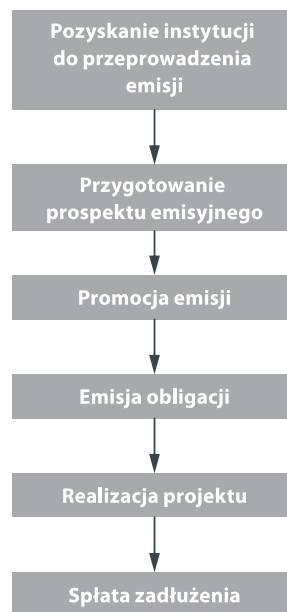 Pozyskanie instytucji
do przeprowadzenia
emisji
Przygotowanie
prospektu emisyjnego
Promocja emisji
Emisja obligacji
Realizacja projektu
Spłata zadłużenia